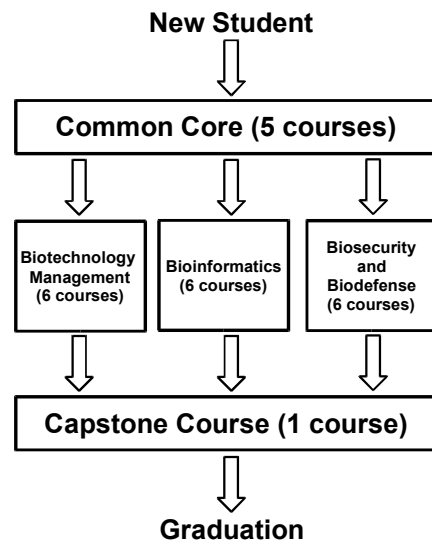 New Student
Common Core (5 courses)
Biotechnology
Management
(6 courses)
Bioinformatics
(6 courses)
Biosecurity
and
Biodefense
(6 courses)
Capstone Course (1 course)
Graduation